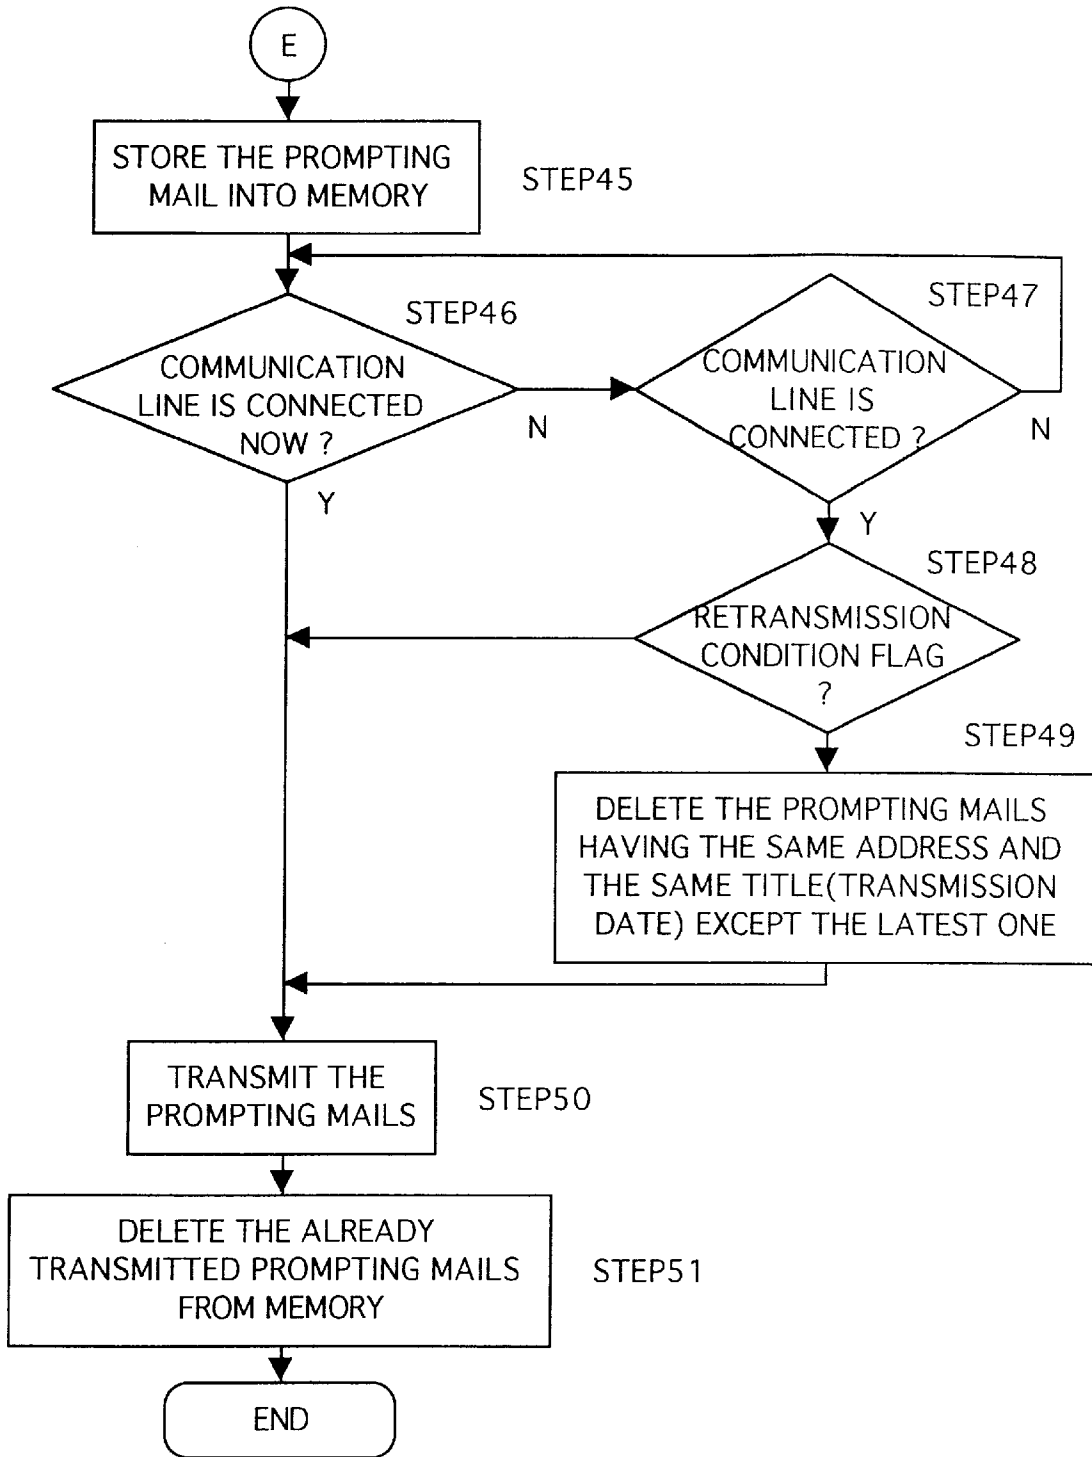 E
STORE THE PROMPTING
MAIL INTO MEMORY
STEP45
STEP46
COMMUNICATION
LINE IS CONNECTED
NOW ?
N
Y
STEP47
COMMUNICATION
LINE IS
CONNECTED ?
N
Y
STEP48
RETRANSMISSION
CONDITION FLAG
?
STEP49
DELETE THE PROMPTING MAILS
HAVING THE SAME ADDRESS AND
THE SAME TITLE(TRANSMISSION
DATE) EXCEPT THE LATEST ONE
TRANSMIT THE
PROMPTING MAILS
STEP50
DELETE THE ALREADY
TRANSMITTED PROMPTING MAILS
FROM MEMORY
STEP51
END